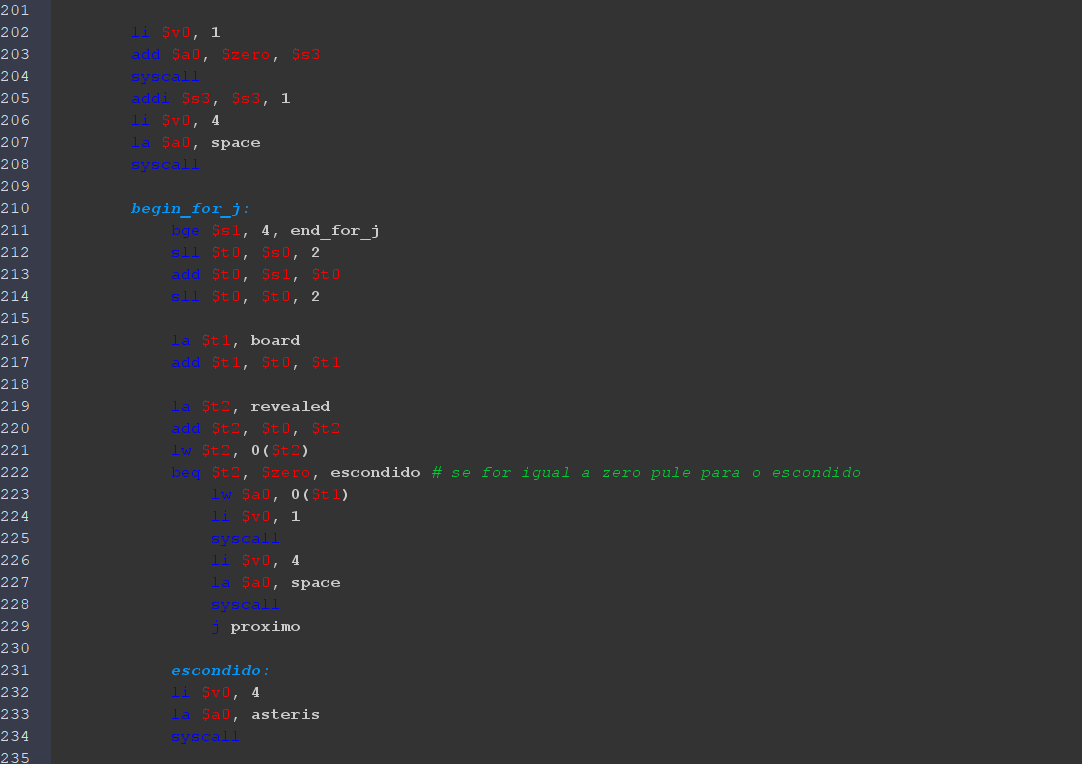 201
202 li $v0, 1
203 add $a0, $zero, $s3
204 syscall
205 addi $s3, $s3, 1
206 li $v0, 4
207 la $a0, space
208 syscall
209
210 begin_for_j:
211 bge $s1, 4, end_for_j
212 sll $t0, $s0, 2
213 add $t0, $s1, $t0
214 sll $t0, $t0, 2
215
216 la $t1, board
217 add $t1, $t0, $t1
218
219 la $t2, revealed
220 add $t2, $t0, $t2
221 lw $t2, 0($t2)
222 beq $t2, $zero, escondido # se for igual a zero pule para o escondido
223 lw $a0, 0($t1)
224 li $v0, 1
225 syscall
226 li $v0, 4
227 la $a0, space
228 syscall
229 j proximo
230
231 escondido:
232 li $v0, 4
233 la $a0, asteris
234 syscall
235